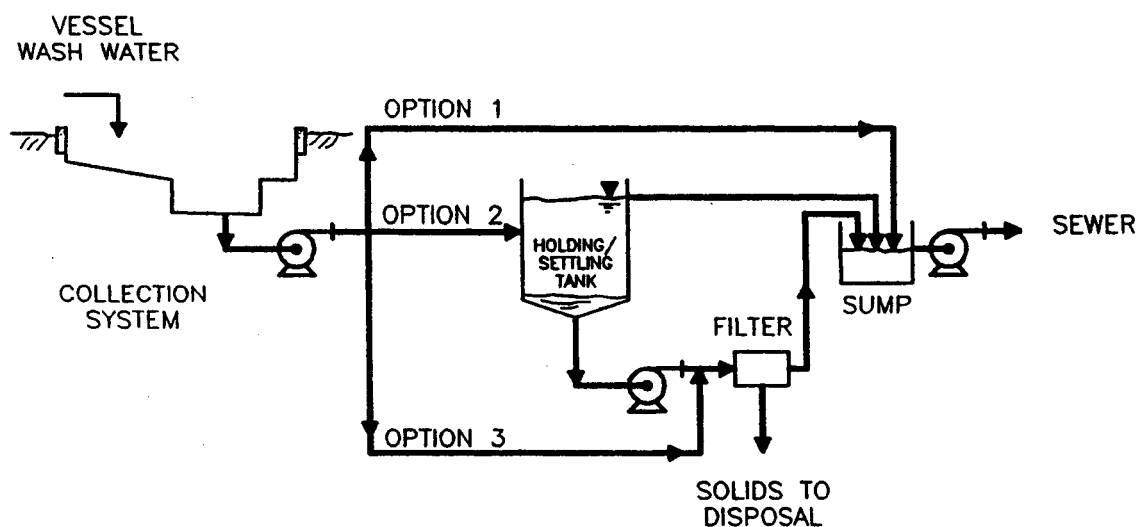 VESSEL
WASH WATER
OPTION 1
OPTION 2
HOLDING/
SETTLING
TANK
SEWER
COLLECTION
SYSTEM
SUMP
FILTER
OPTION 3
SOLIDS TO
DISPOSAL